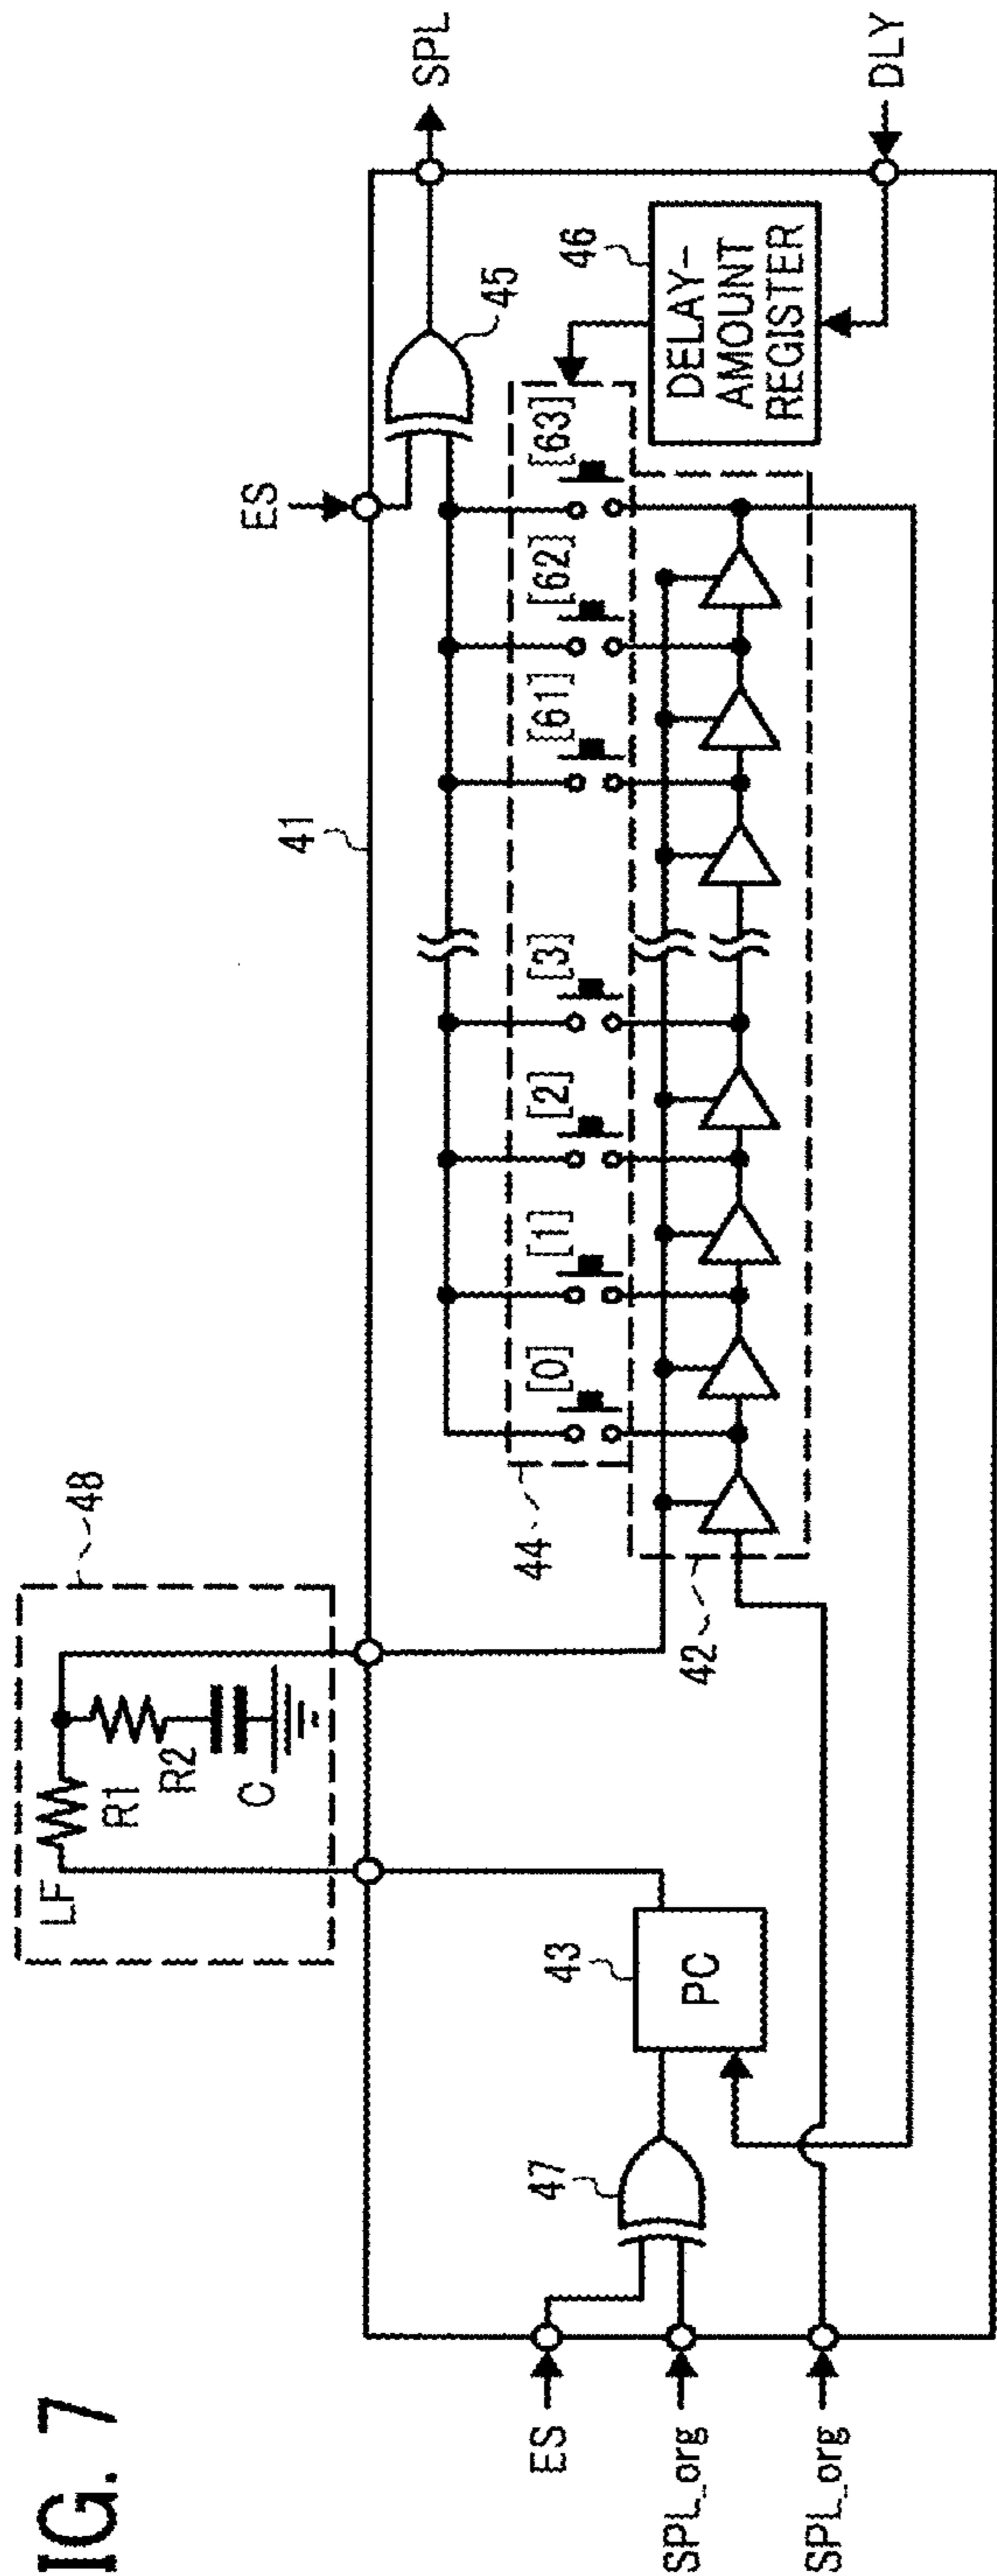 IG. 7
LF
R1
R2
C
48
41
ES
SPL
45
44
[0]
[1]
[2]
[3]
[61]
[62]
[63]
46
DELAY-
AMOUNT
REGISTER
DLY
42
43
PC
47
ES
SPL_org
SPL_org